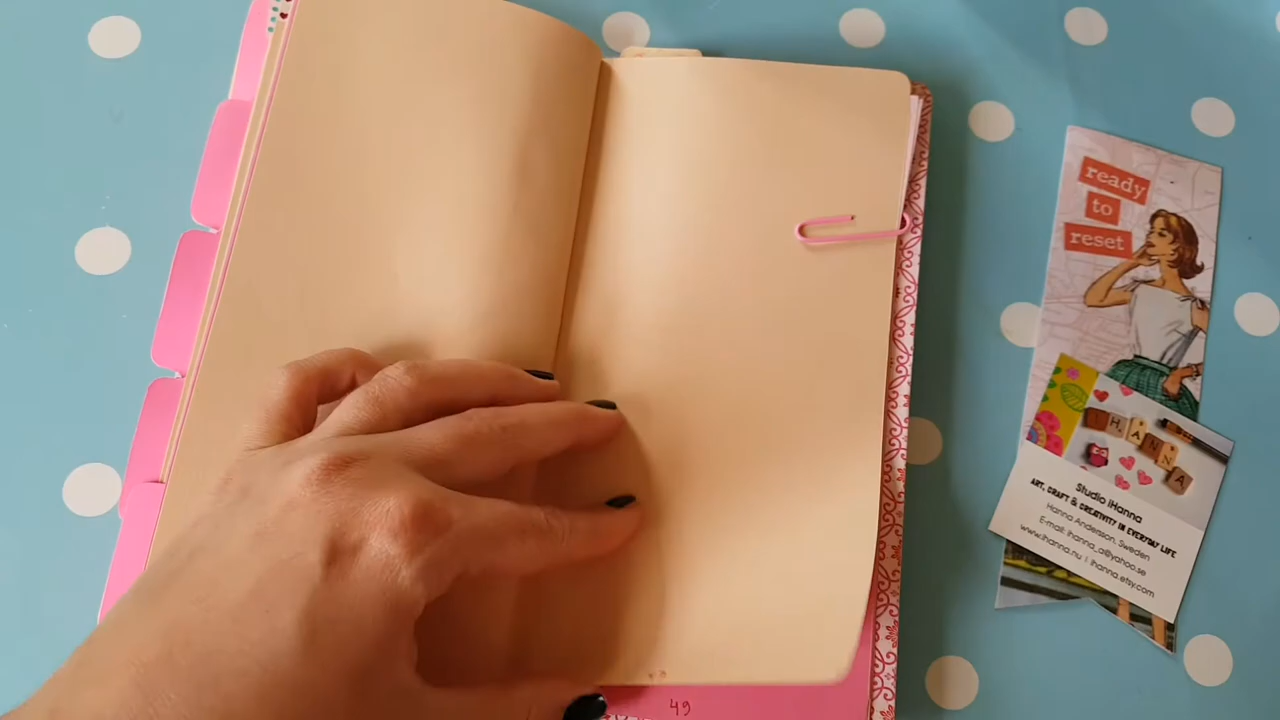 ready
to
reset
IHANNA
Studio iHanna
ART, CRAFT & CREATIVITY IN EVERYDAY LIFE
Hanna Andersson, Sweden
E-mail: ihanna_a@yahoo.se
www.ihanna.nu | ihanna.etsy.com
49